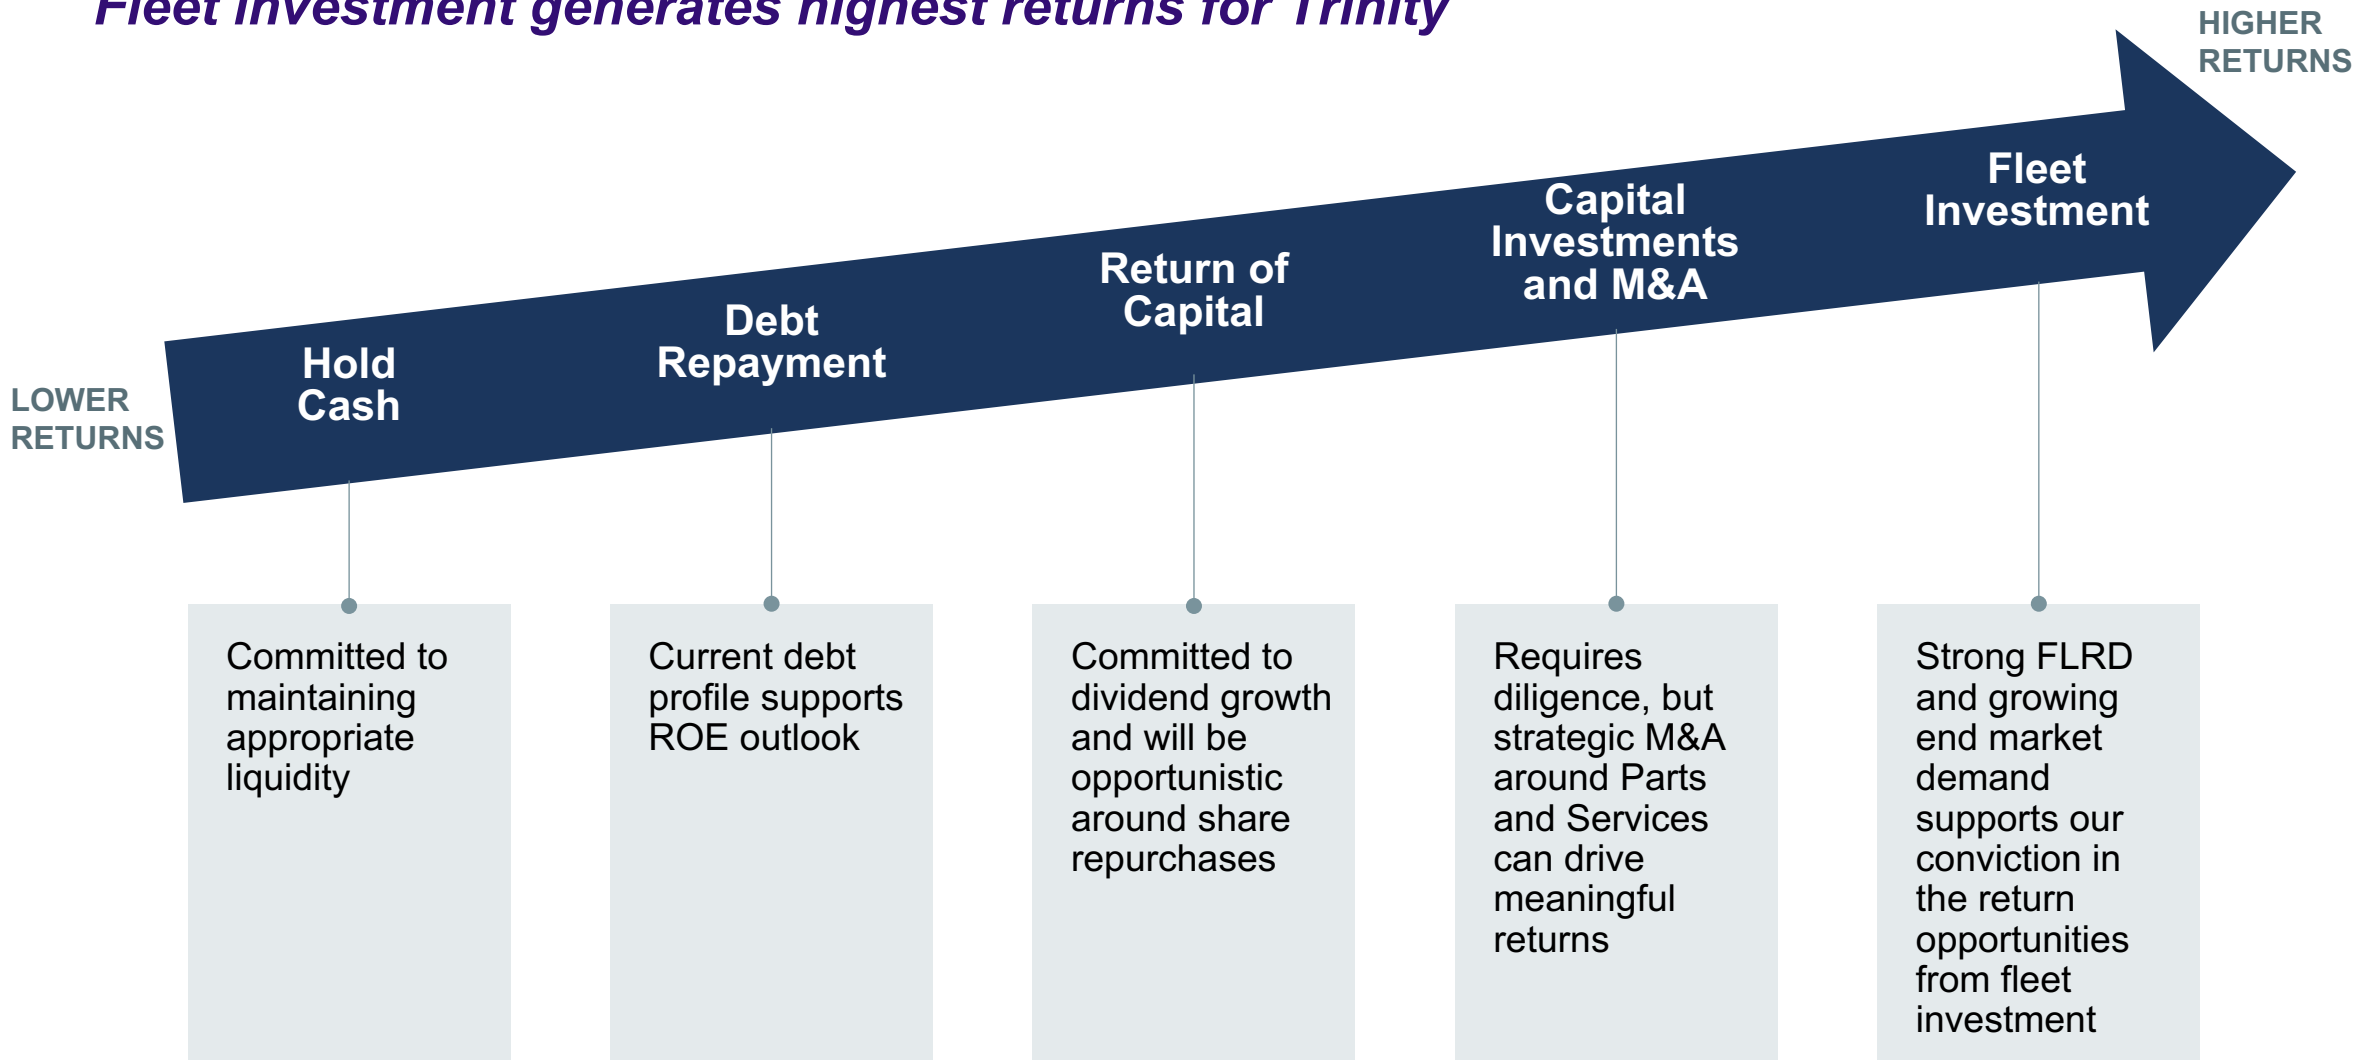 Fleet investment generates highest returns for Trinity
HIGHER
RETURNS
LOWER
RETURNS
Hold
Cash
Debt
Repayment
Return of
Capital
Capital
Investments
and M&A
Fleet
Investment
Committed to
maintaining
appropriate
liquidity
Current debt
profile supports
ROE outlook
Committed to
dividend growth
and will be
opportunistic
around share
repurchases
Requires
diligence, but
strategic M&A
around Parts
and Services
can drive
meaningful
returns
Strong FLRD
and growing
end market
demand
supports our
conviction in
the return
opportunities
from fleet
investment